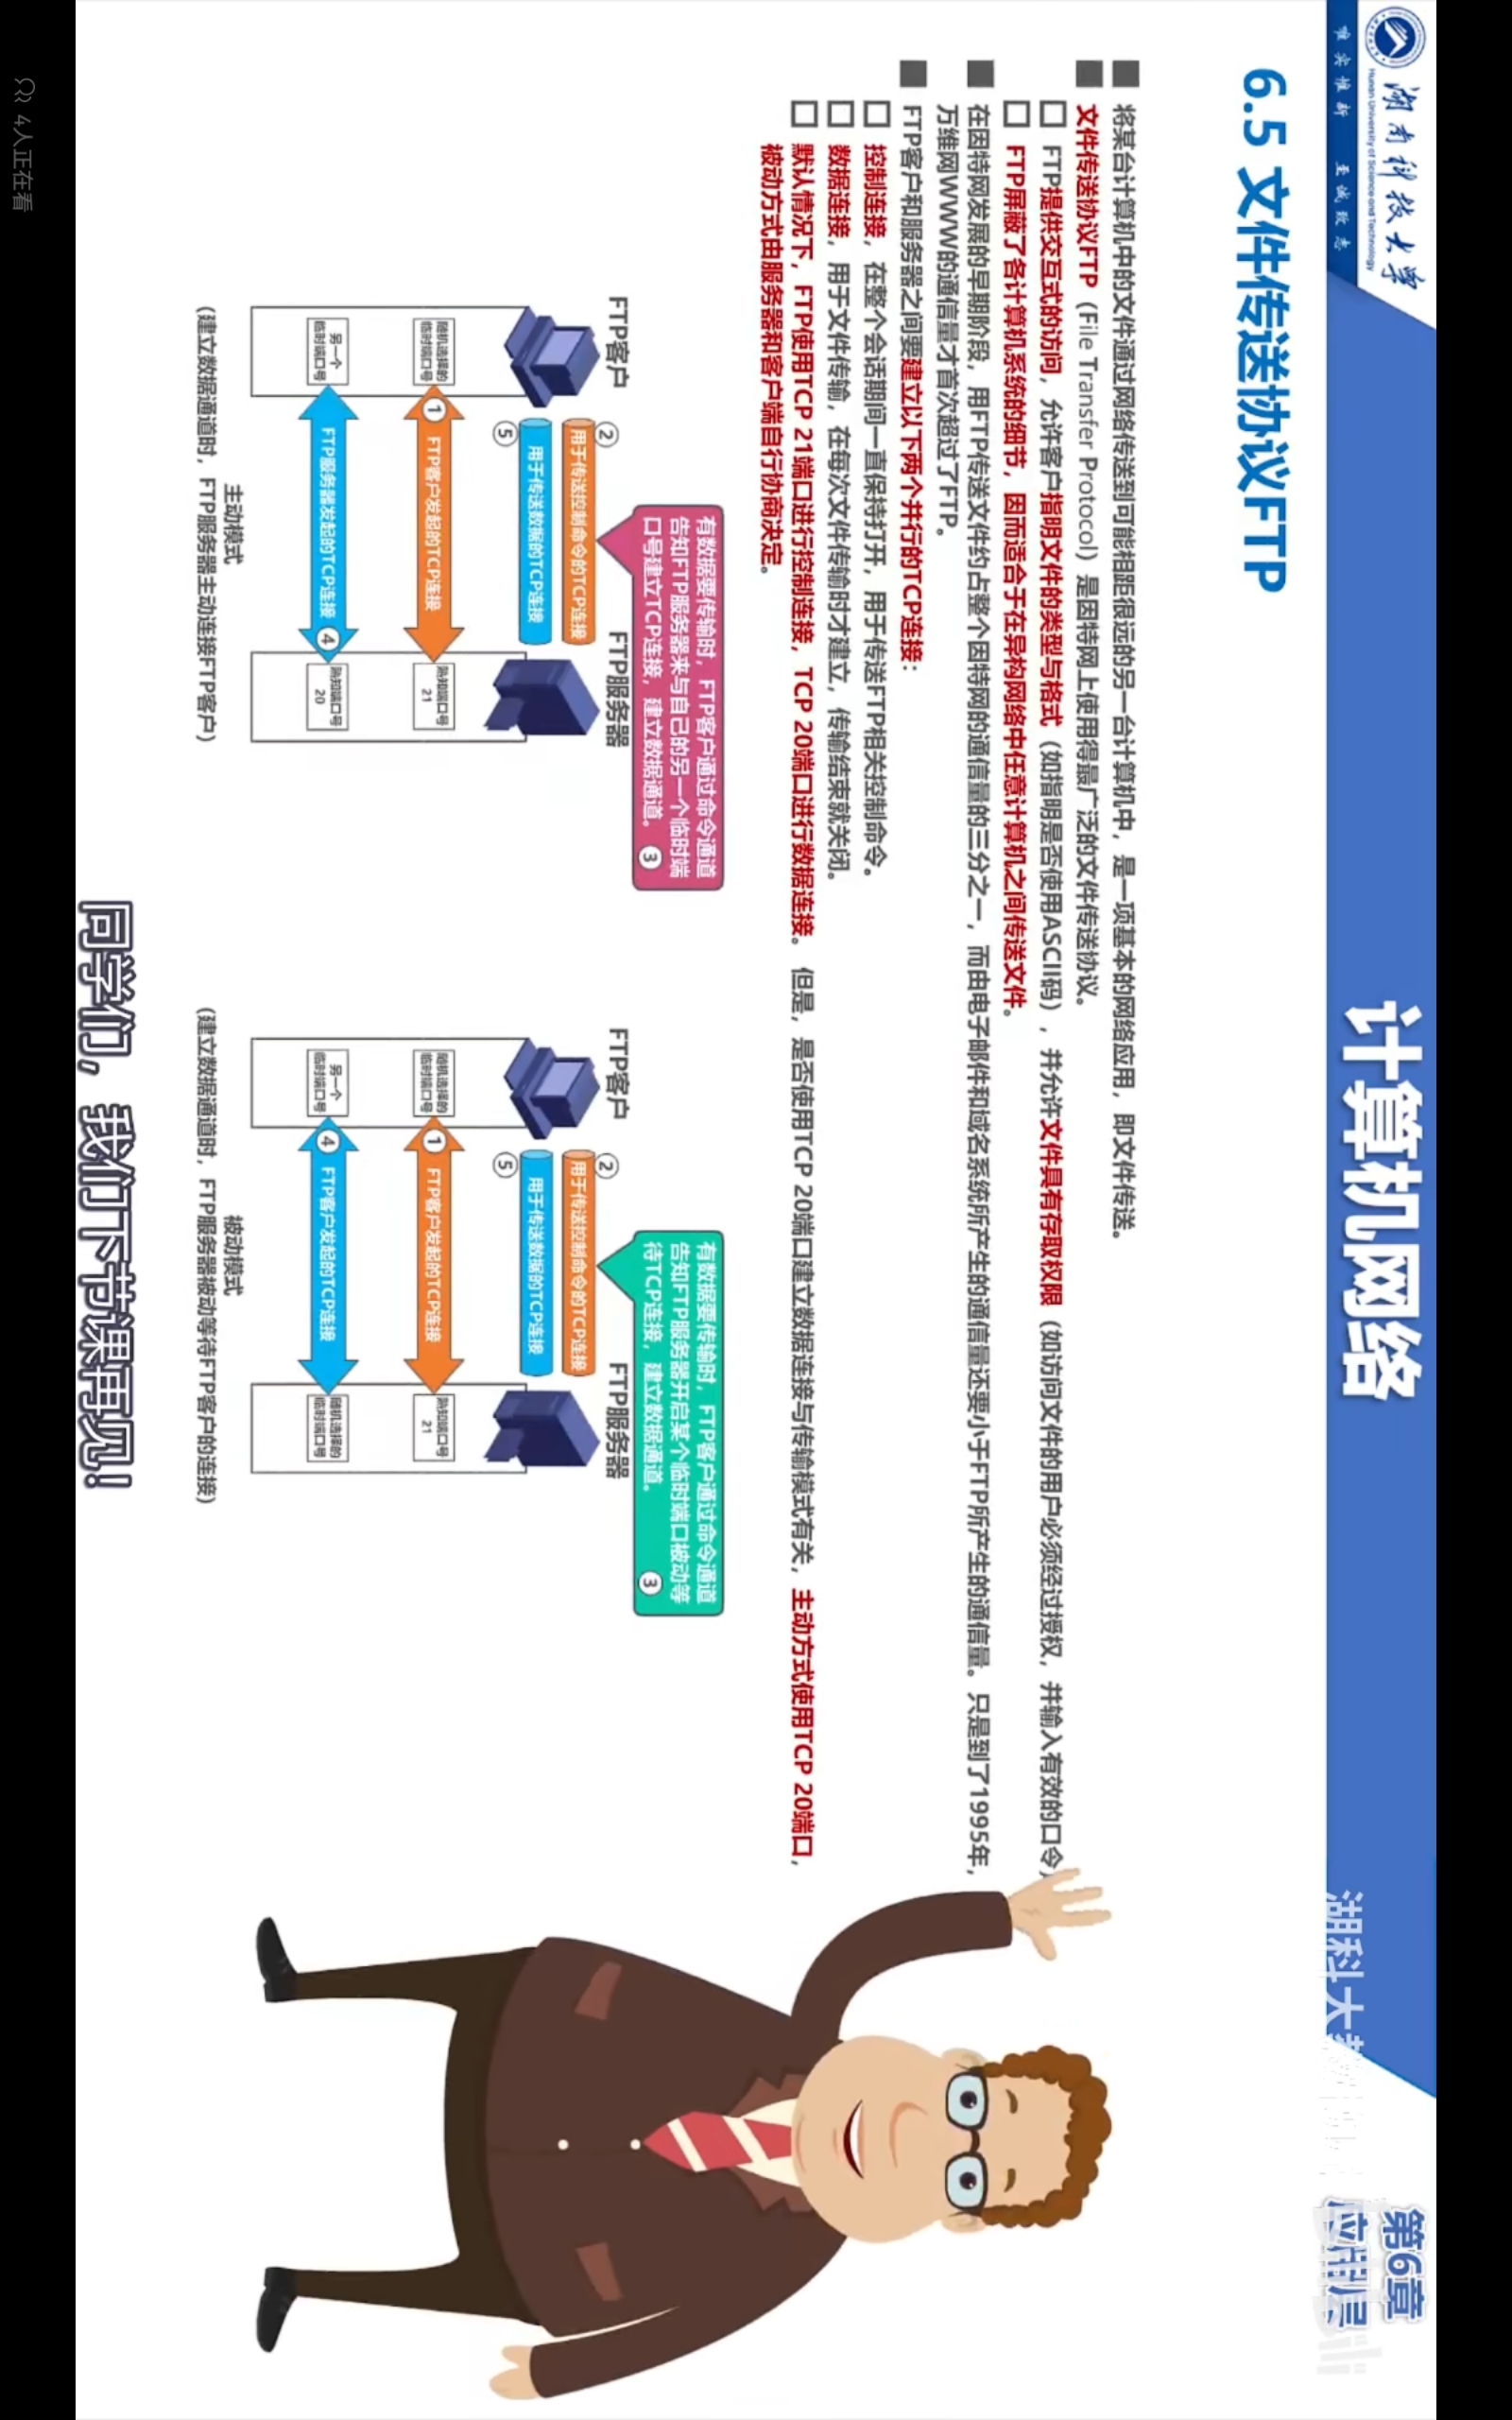 湖南科技大学
Hunan University of Science and Technology
唯实惟新 至诚致志
计算机网络
湖科大
第6章
应用层
6.5 文件传送协议FTP
将某台计算机中的文件通过网络传送到可能相距很远的另一台计算机中，是一项基本的网络应用，即文件传送。
文件传送协议FTP（File Transfer Protocol）是因特网上使用得最广泛的文件传送协议。
FTP提供交互式的访问，允许客户指明文件的类型与格式（如指明是否使用ASCII码），并允许文件具有存取权限（如访问文件的用户必须经过授权，并输入有效的口令）
FTP屏蔽了各计算机系统的细节，因而适合于在异构网络中任意计算机之间传送文件。
在因特网发展的早期阶段，用FTP传送文件约占整个因特网的通信量的三分之一，而由电子邮件和域名系统所产生的通信量还要小于FTP所产生的通信量。只是到了1995年，
万维网WWW的通信量才首次超过了FTP。
FTP客户和服务器之间要建立以下两个并行的TCP连接：
控制连接，在整个会话期间一直保持打开，用于传送FTP相关控制命令。
数据连接，用于文件传输，在每次文件传输时才建立，传输结束就关闭。
默认情况下，FTP使用TCP 21端口进行控制连接，TCP 20端口进行数据连接。但是，是否使用TCP 20端口建立数据连接与传输模式有关，主动方式使用TCP 20端口，
被动方式由服务器和客户端自行协商决定。
有数据要传输时，FTP客户通过命令通道
告知FTP服务器来与自己的另一个临时端
口号建立TCP连接，建立数据通道。 ③
FTP客户
FTP服务器
② 用于传送控制命令的TCP连接
⑤ 用于传送数据的TCP连接
随机选择的
临时端口号
① FTP客户发起的TCP连接
熟知端口号
21
另一个
临时端口号
FTP服务器发起的TCP连接 ④
熟知端口号
20
主动模式
(建立数据通道时，FTP服务器主动连接FTP客户)
有数据要传输时，FTP客户通过命令通道
告知FTP服务器开启某个临时端口被动等
待TCP连接，建立数据通道。 ③
FTP客户
FTP服务器
② 用于传送控制命令的TCP连接
⑤ 用于传送数据的TCP连接
随机选择的
临时端口号
① FTP客户发起的TCP连接
熟知端口号
21
另一个
临时端口号
④ FTP客户发起的TCP连接
随机选择的
临时端口号
被动模式
(建立数据通道时，FTP服务器被动等待FTP客户的连接)
同学们，我们下节课再见！
4人正在看